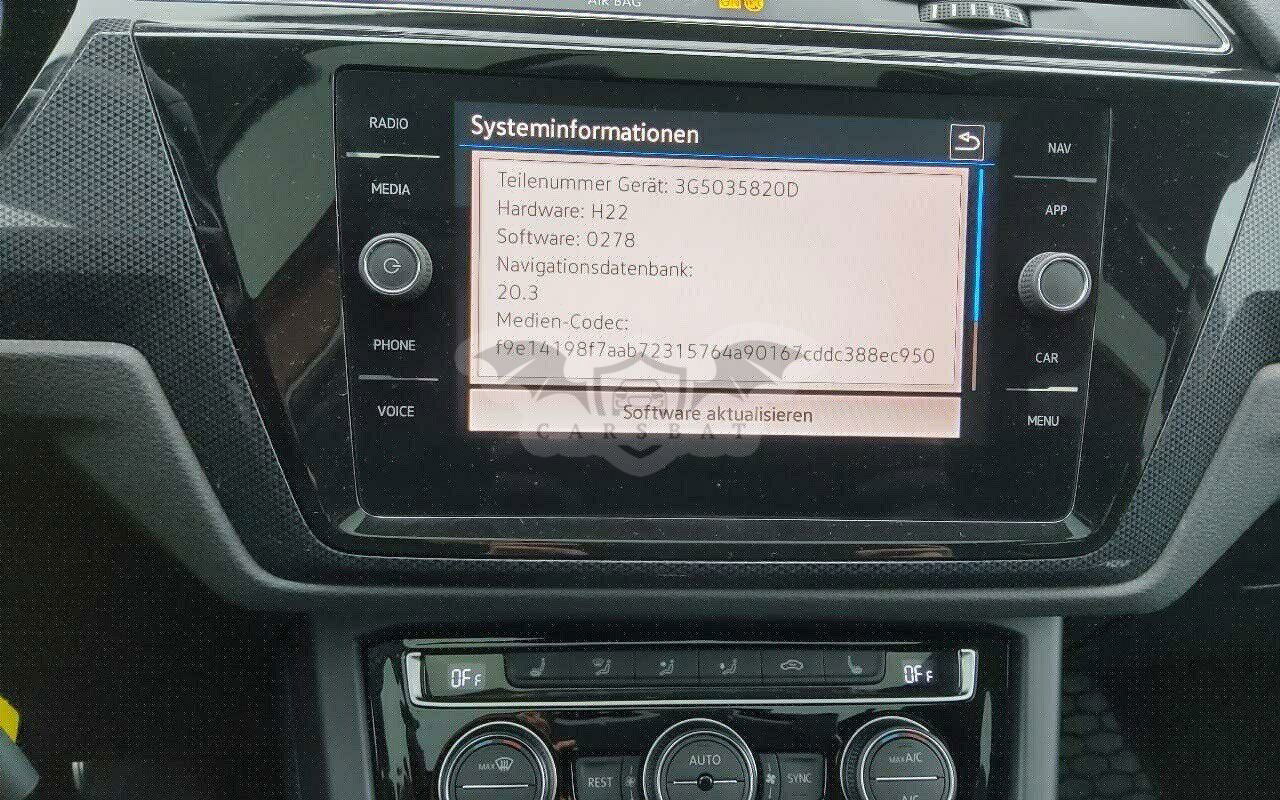 AIR BAG
ON
RADIO
MEDIA
PHONE
VOICE
Systeminformationen
Teilenummer Gerät: 3G5035820D
Hardware: H22
Software: 0278
Navigationsdatenbank:
20.3
Medien-Codec:
f9e14198f7aab72315764a90167cddc388ec950
Software aktualisieren
CARSBAT
NAV
APP
CAR
MENU
OFF
OFF
MAX
REST
AUTO
SYNC
MAX A/C
A/C